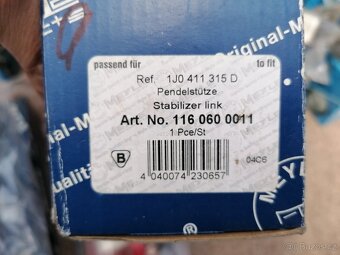 passend für
to fit
Ref. 1J0 411 315 D
Pendelstütze
Stabilizer link
Art. No. 116 060 0011
1 Pce/St
B
04C6
4 040074 230657
Original-M
®